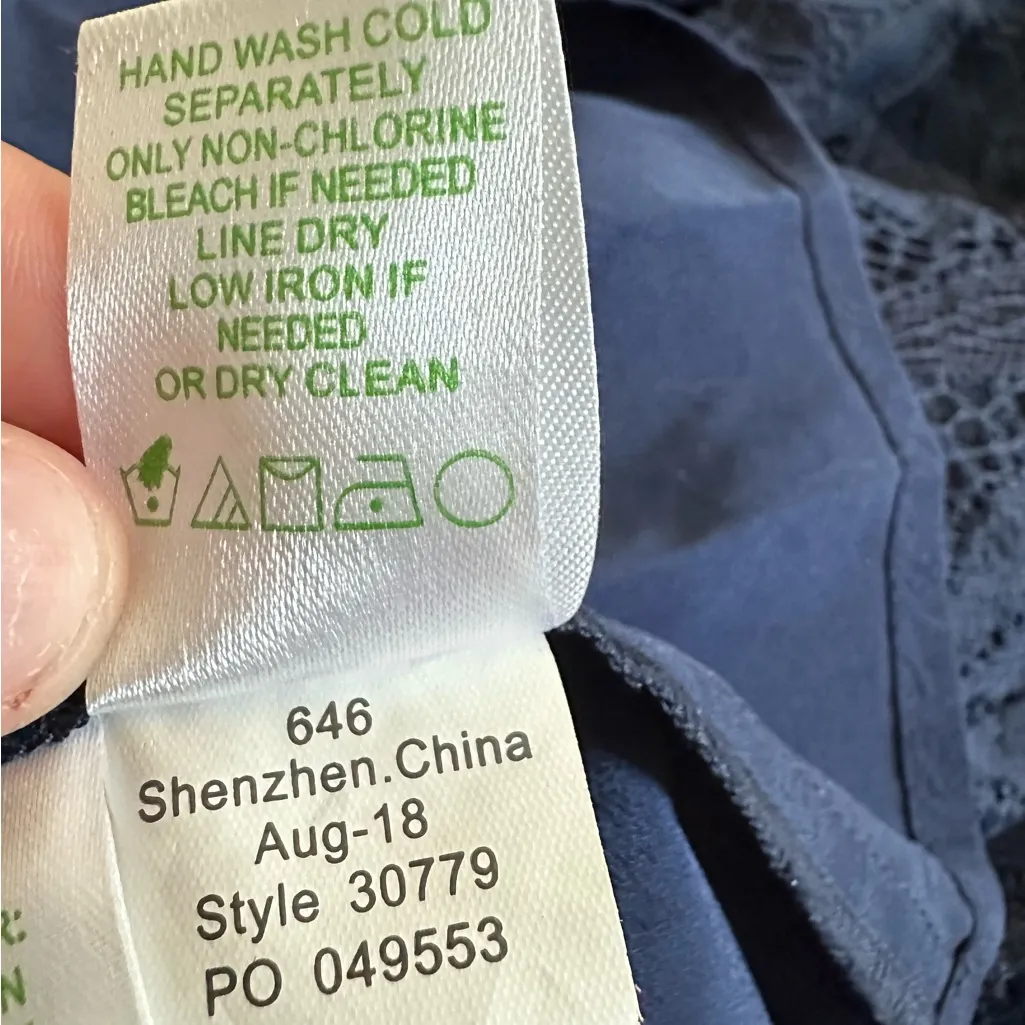 HAND WASH COLD
SEPARATELY
ONLY NON-CHLORINE
BLEACH IF NEEDED
LINE DRY
LOW IRON IF
NEEDED
OR DRY CLEAN
646
Shenzhen.China
Aug-18
Style 30779
PO 049553